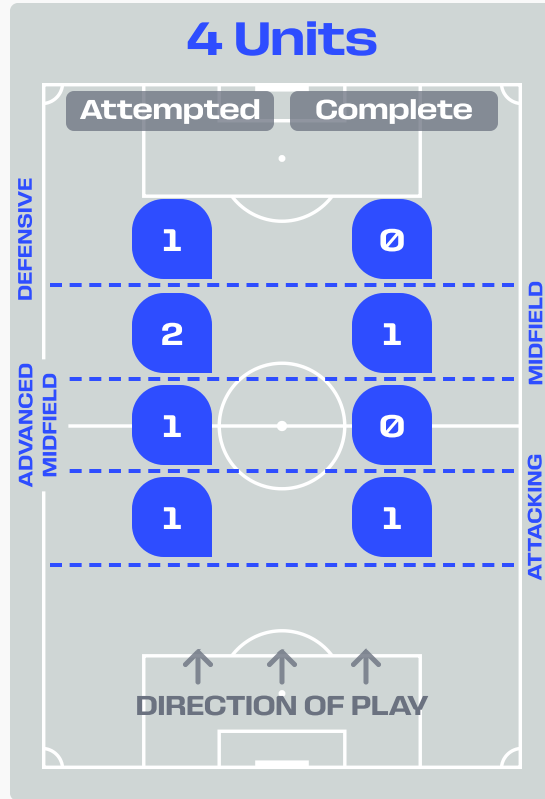 4 Units
Attempted Complete
DEFENSIVE
1 0
MIDFIELD
2 1
ADVANCED
MIDFIELD
1 0
ATTACKING
1 1
DIRECTION OF PLAY